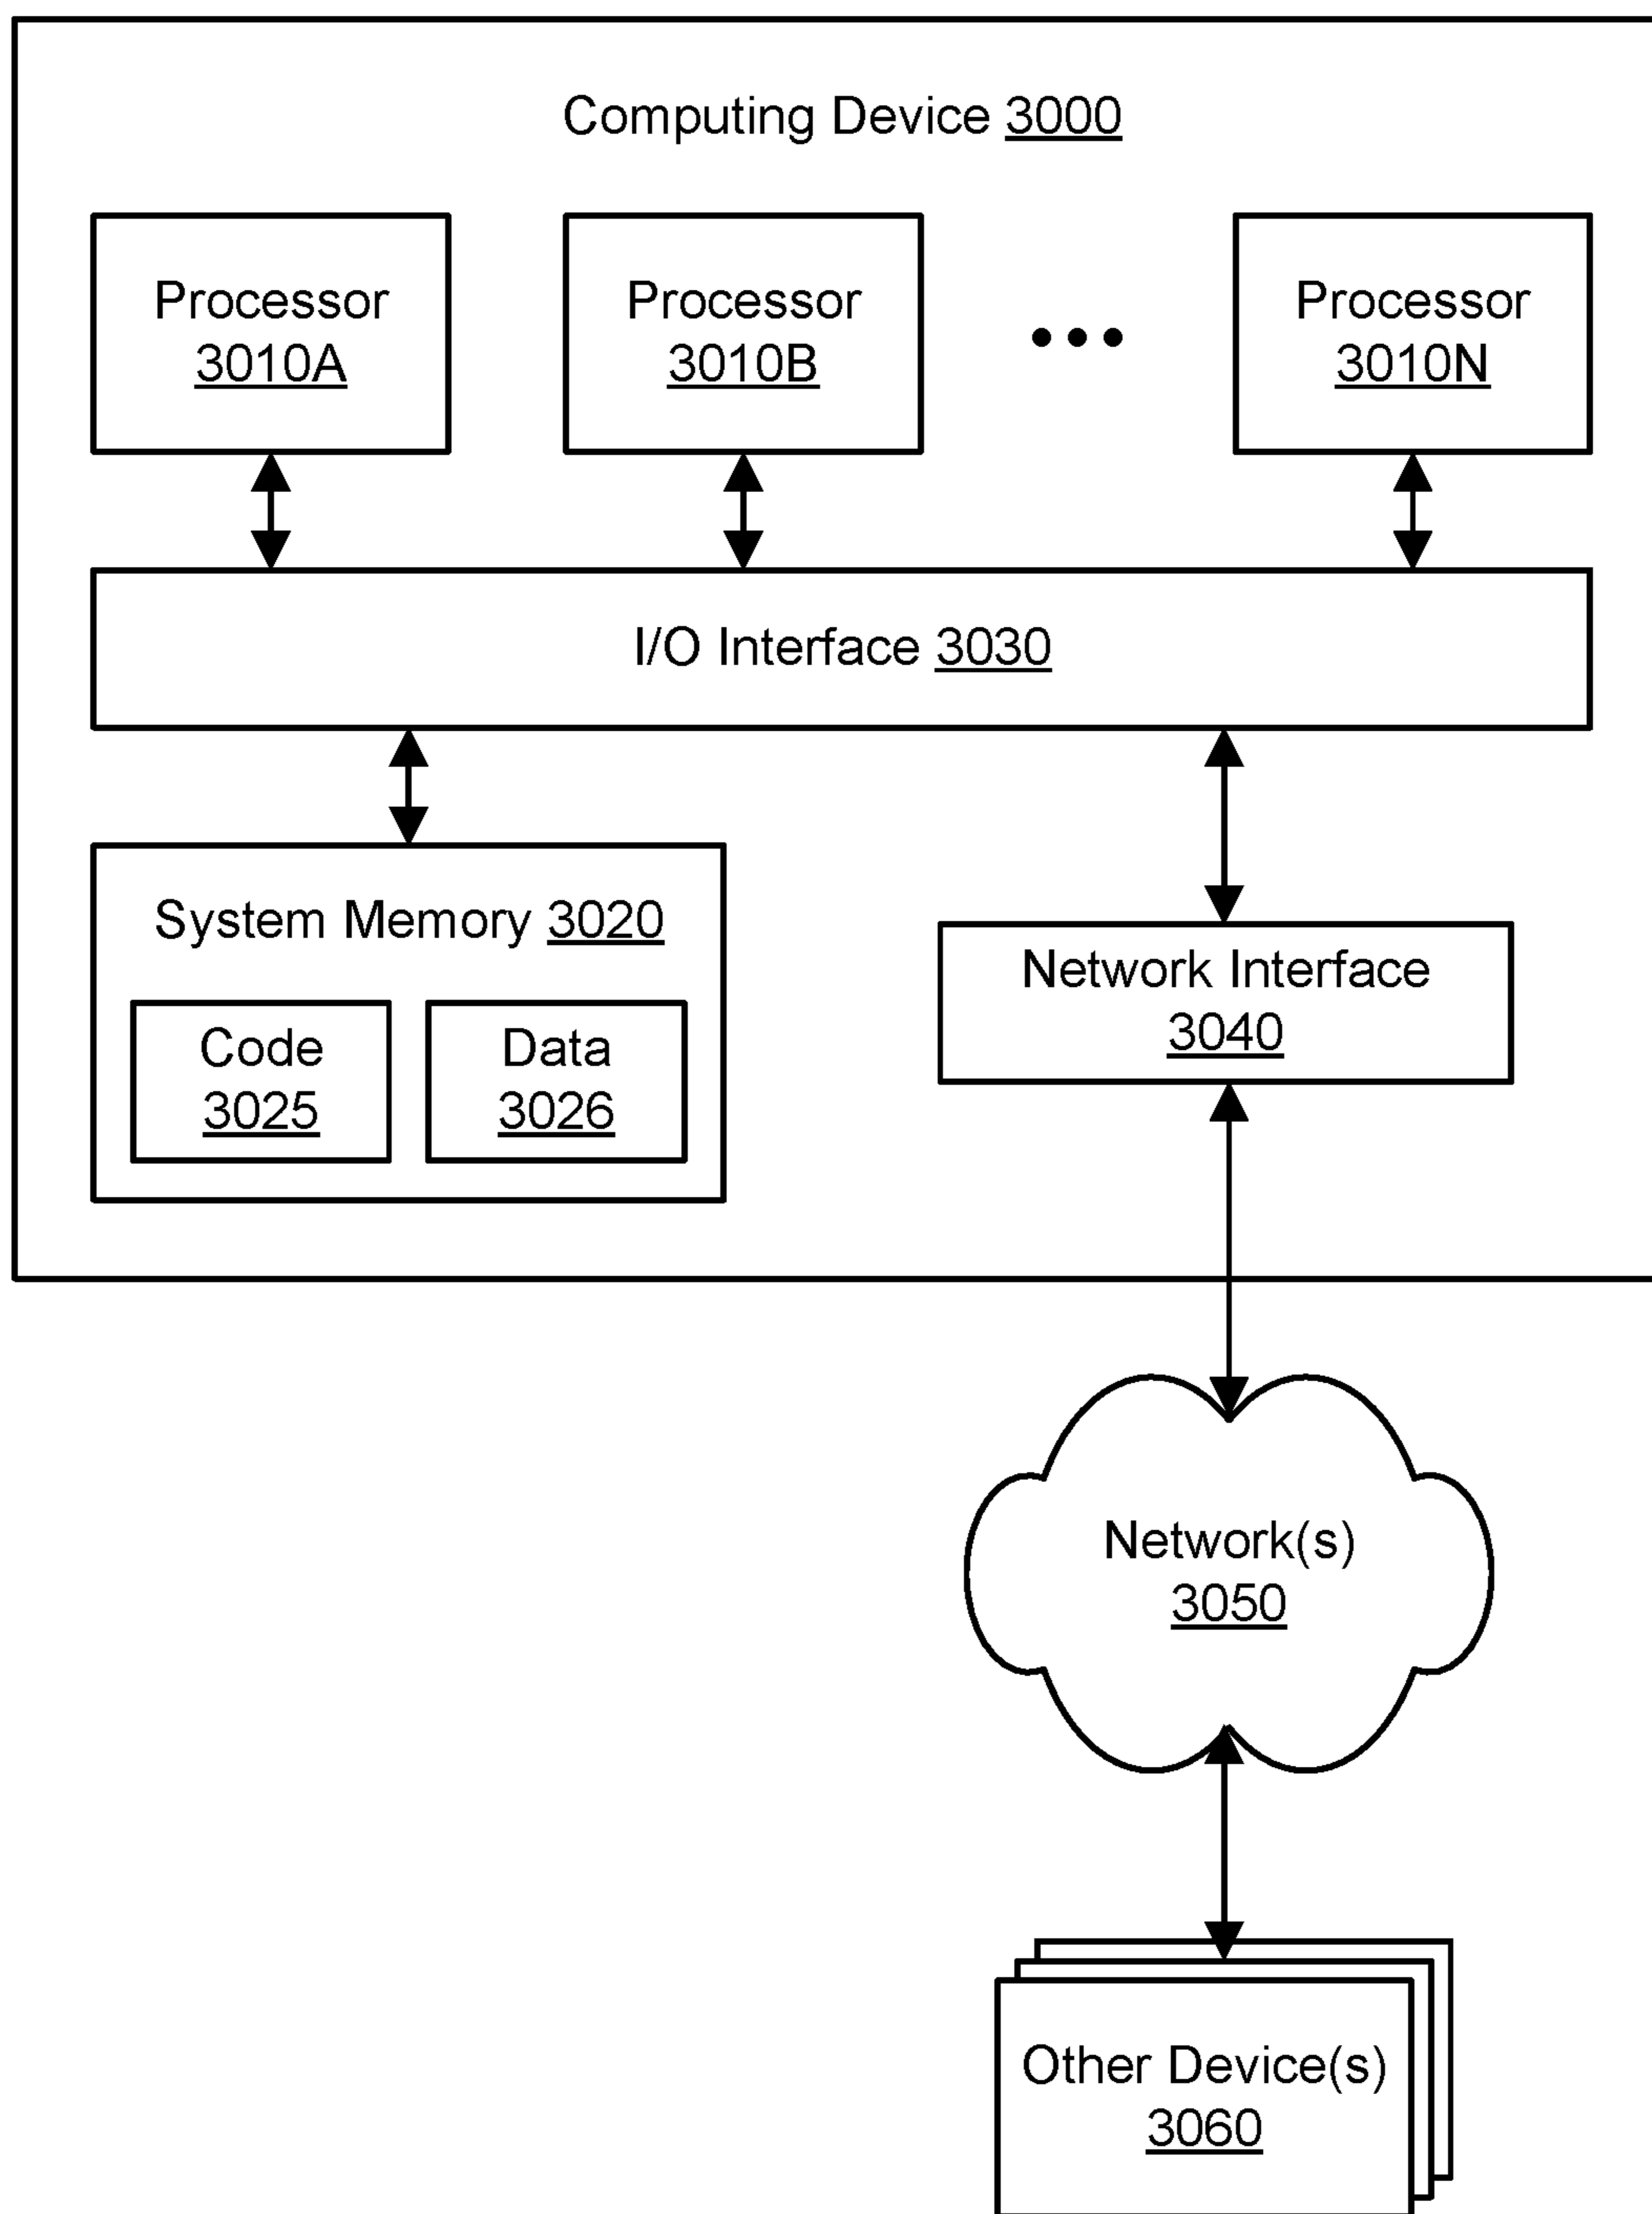 Computing Device 3000
Processor
3010A
Processor
3010B
Processor
3010N
I/O Interface 3030
System Memory 3020
Code
3025
Data
3026
Network Interface
3040
Network(s)
3050
Other Device(s)
3060